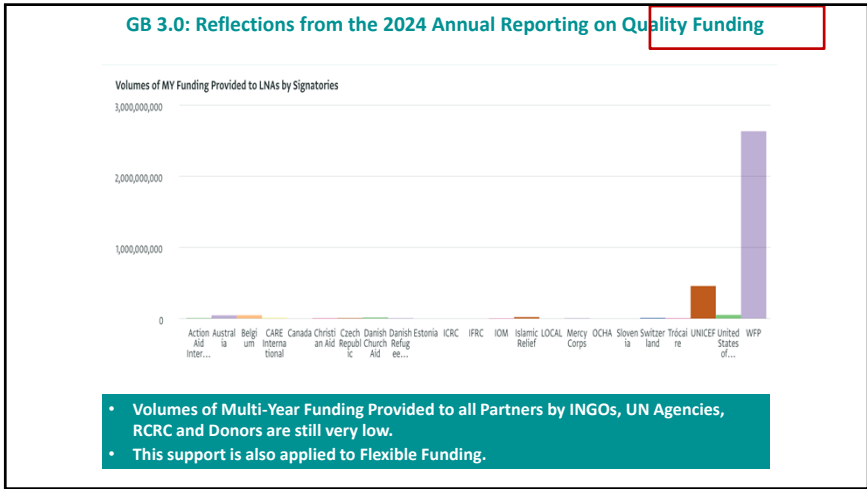 GB 3.0: Reflections from the 2024 Annual Reporting on Quality Funding
Volumes of MY Funding Provided to LNAs by Signatories
3,000,000,000
2,000,000,000
1,000,000,000
0
Action Aid Inter...
Austral ia
Belgi um
CARE Interna tional
Canada
Christi an Aid
Czech Republ ic
Danish Church Aid
Danish Refug ee...
Estonia
ICRC
IFRC
IOM
Islamic Relief
LOCAL
Mercy Corps
OCHA
Sloven ia
Switzer land
Trócai re
UNICEF
United States of...
WFP
• Volumes of Multi-Year Funding Provided to all Partners by INGOs, UN Agencies,
RCRC and Donors are still very low.
• This support is also applied to Flexible Funding.